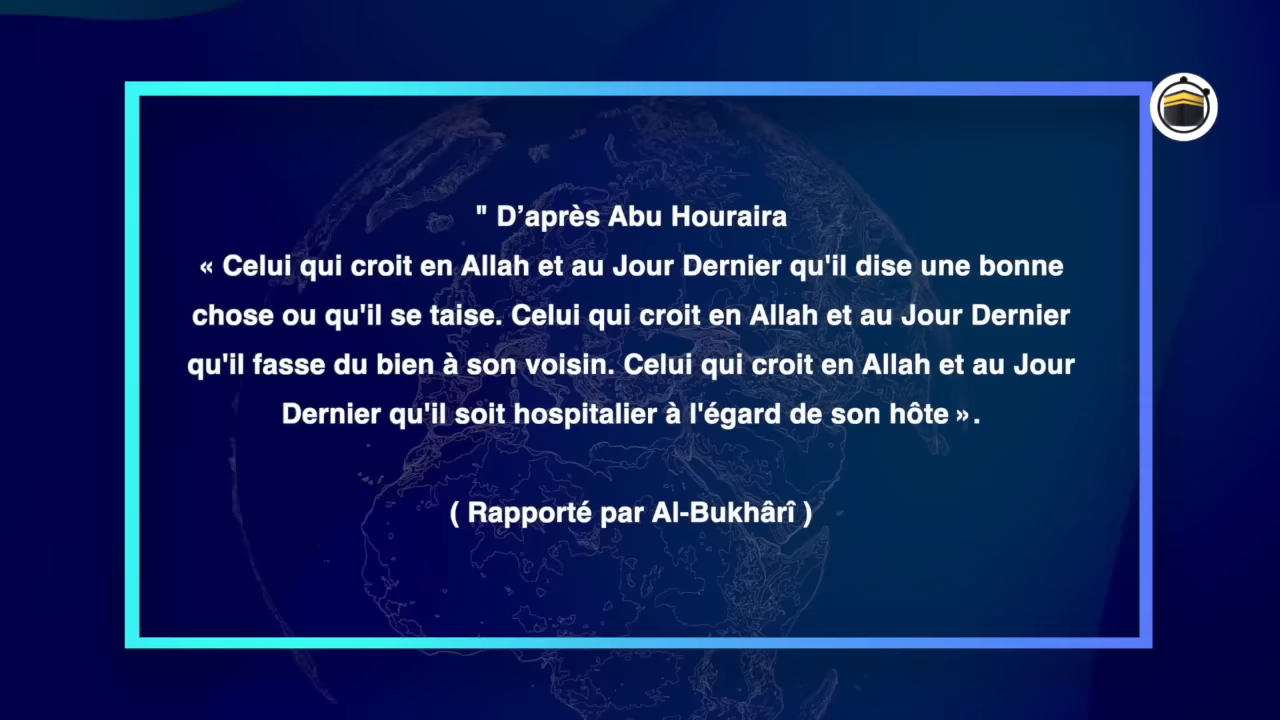 " D’après Abu Houraira
« Celui qui croit en Allah et au Jour Dernier qu'il dise une bonne
chose ou qu'il se taise. Celui qui croit en Allah et au Jour Dernier
qu'il fasse du bien à son voisin. Celui qui croit en Allah et au Jour
Dernier qu'il soit hospitalier à l'égard de son hôte ».
( Rapporté par Al-Bukhârî )